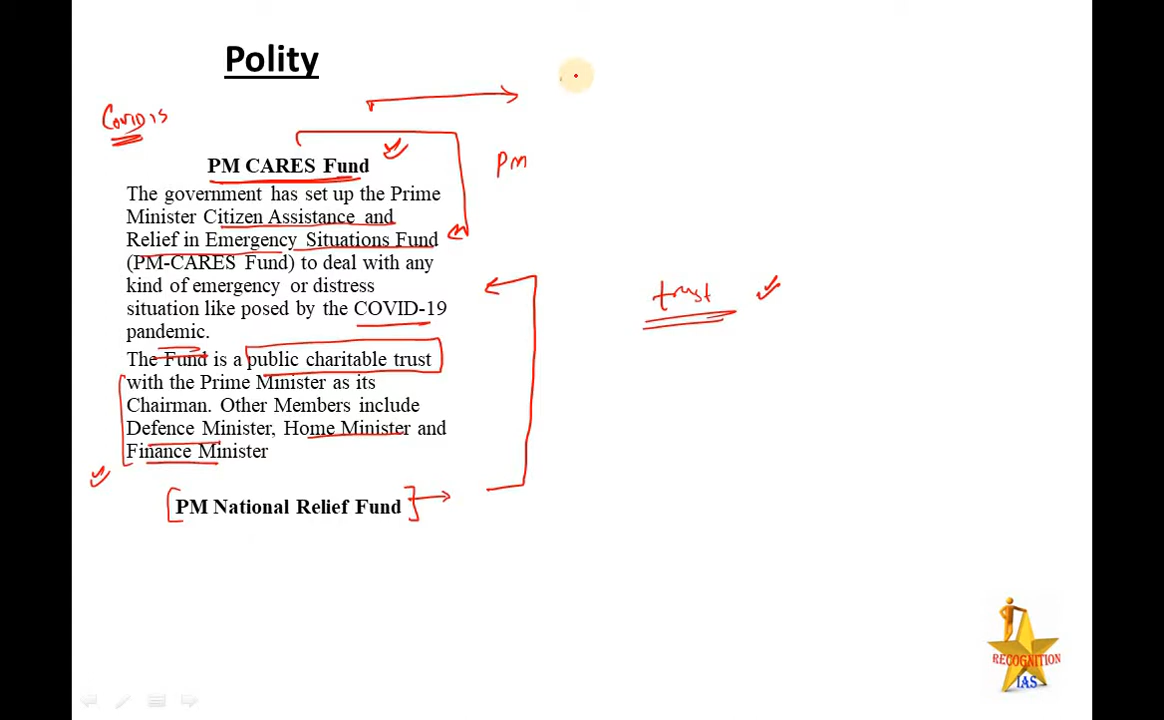 Polity
Covid 19
PM CARES Fund
PM
The government has set up the Prime
Minister Citizen Assistance and
Relief in Emergency Situations Fund
(PM-CARES Fund) to deal with any
kind of emergency or distress
situation like posed by the COVID-19
pandemic.
trust
The Fund is a public charitable trust
with the Prime Minister as its
Chairman. Other Members include
Defence Minister, Home Minister and
Finance Minister
PM National Relief Fund
RECOGNITION
IAS